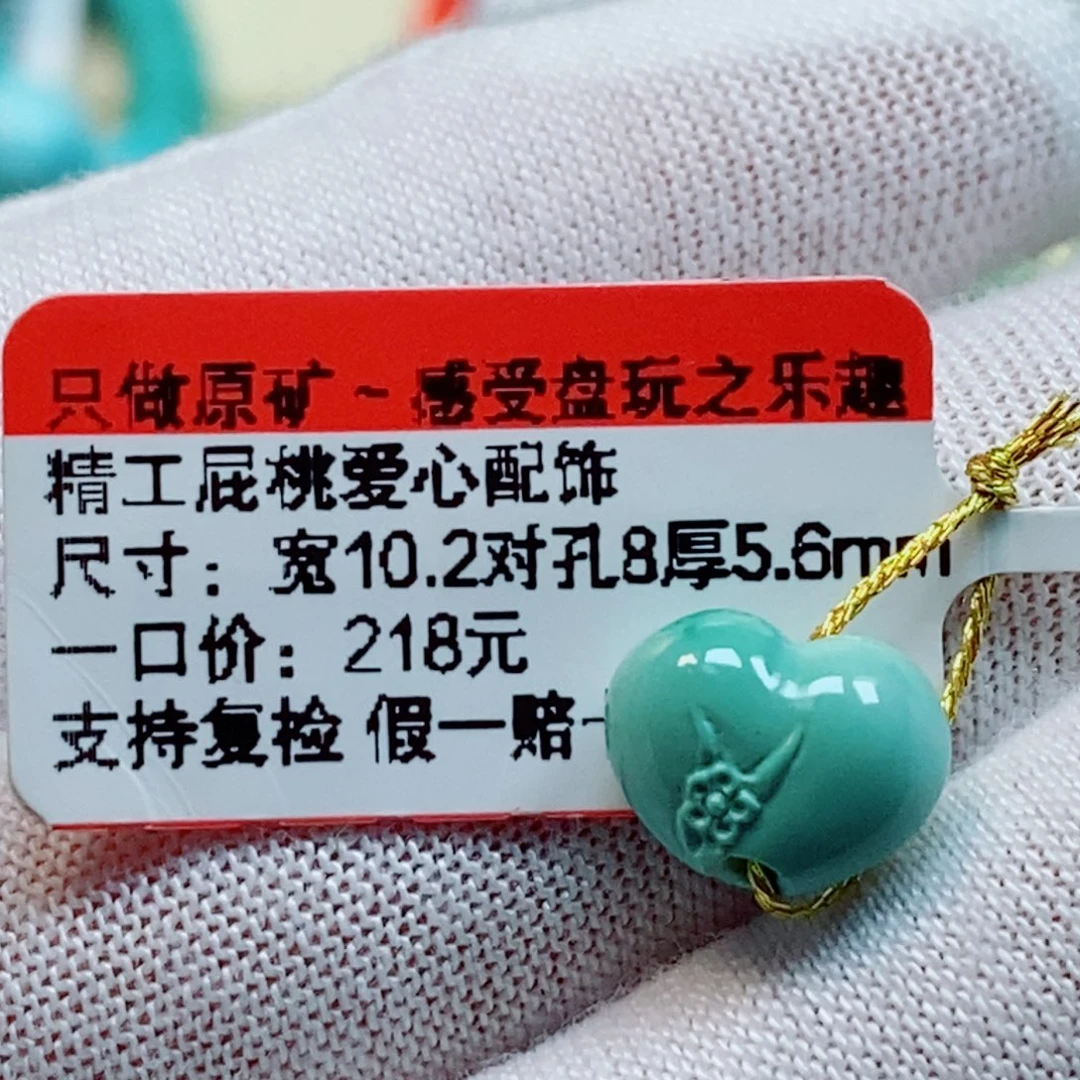 只做原矿~感受盘玩之乐趣
精工屁桃爱心配饰
尺寸：宽10.2对孔8厚5.6mm
一口价：218元
支持复检 假一赔